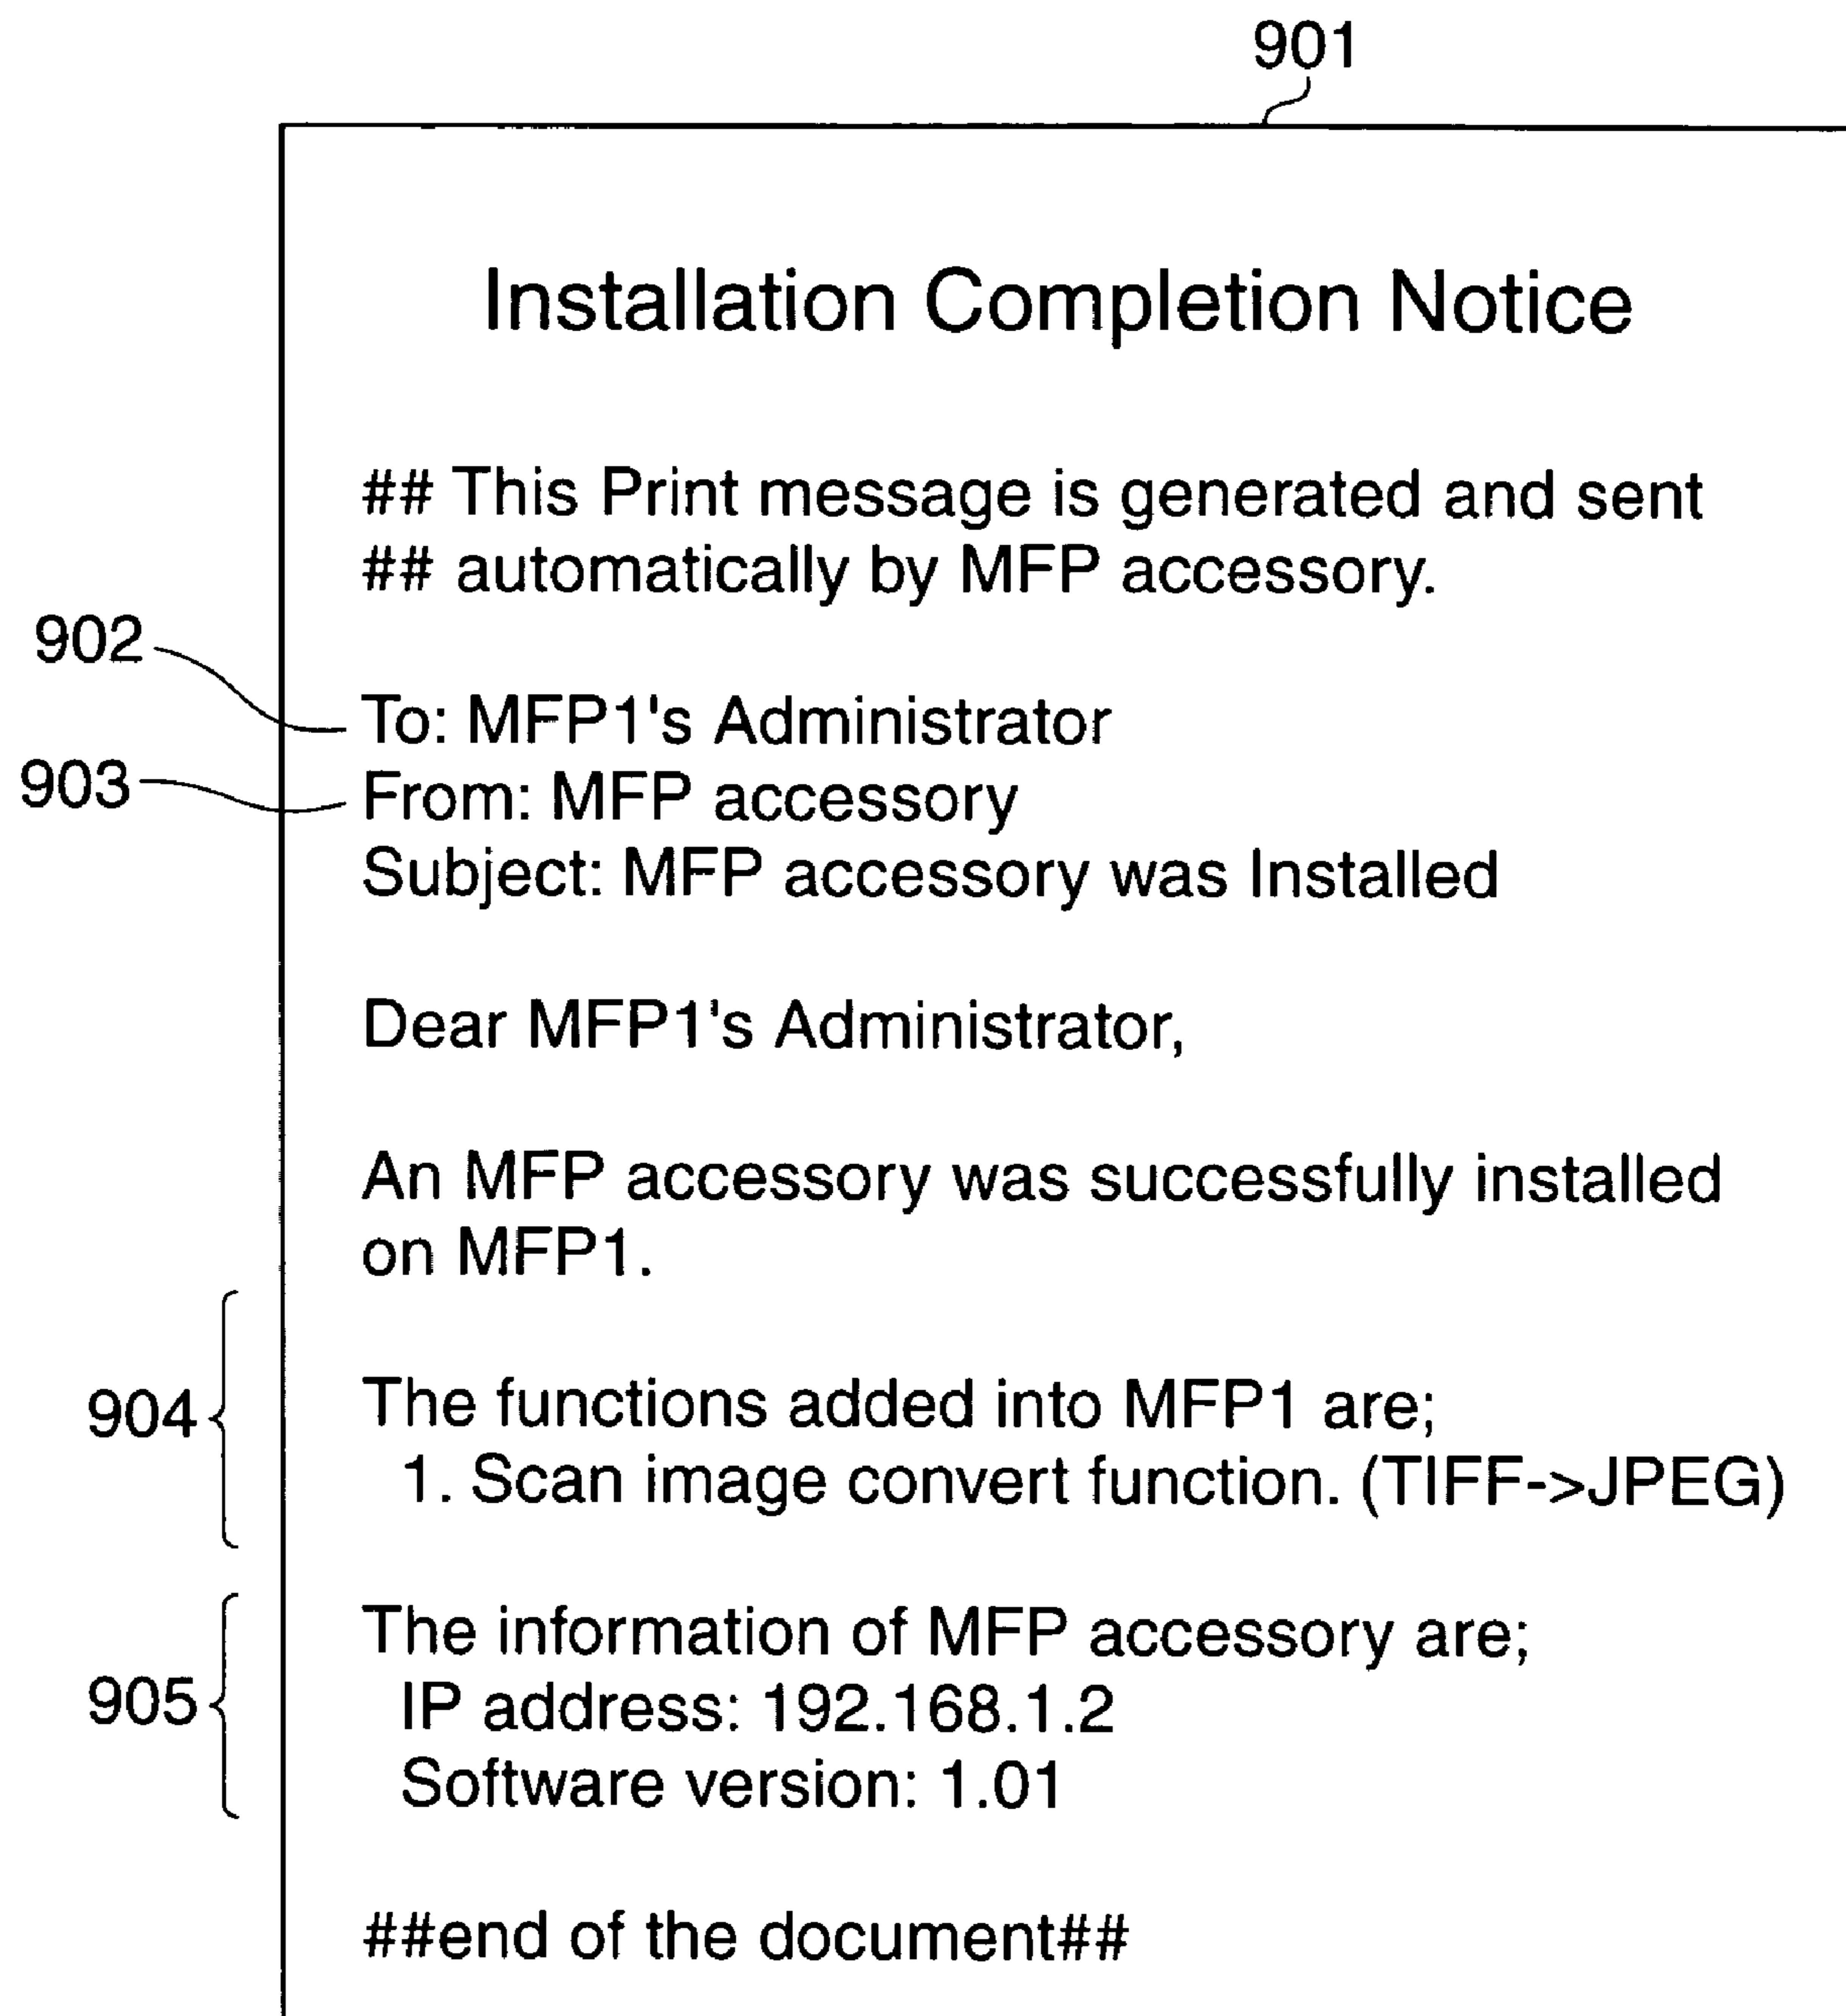 901
Installation Completion Notice
## This Print message is generated and sent
## automatically by MFP accessory.
902
To: MFP1's Administrator
903
From: MFP accessory
Subject: MFP accessory was Installed
Dear MFP1's Administrator,
An MFP accessory was successfully installed
on MFP1.
904
The functions added into MFP1 are;
1. Scan image convert function. (TIFF->JPEG)
905
The information of MFP accessory are;
IP address: 192.168.1.2
Software version: 1.01
##end of the document##